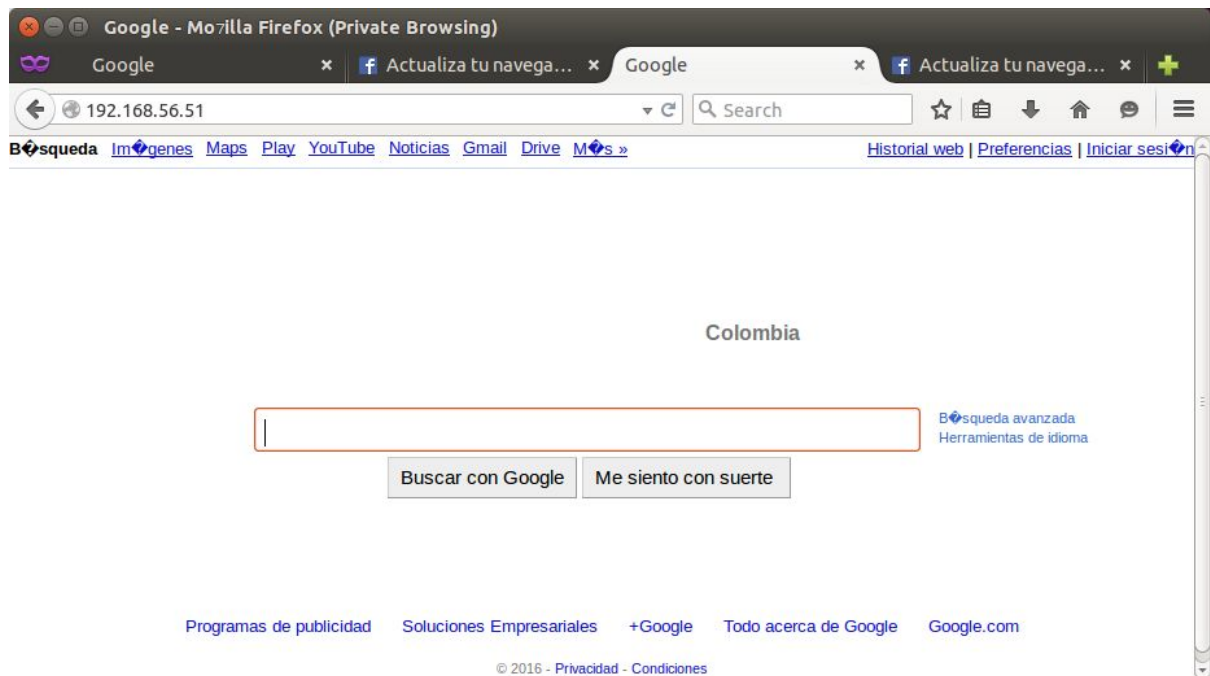 Google - Mozilla Firefox (Private Browsing)
Google × Actualiza tu navega... × Google × Actualiza tu navega... ×
192.168.56.51 Search
B�squeda Im�genes Maps Play YouTube Noticias Gmail Drive M�s » Historial web | Preferencias | Iniciar sesi�n
Colombia
B�squeda avanzada
Herramientas de idioma
Buscar con Google Me siento con suerte
Programas de publicidad Soluciones Empresariales +Google Todo acerca de Google Google.com
© 2016 - Privacidad - Condiciones